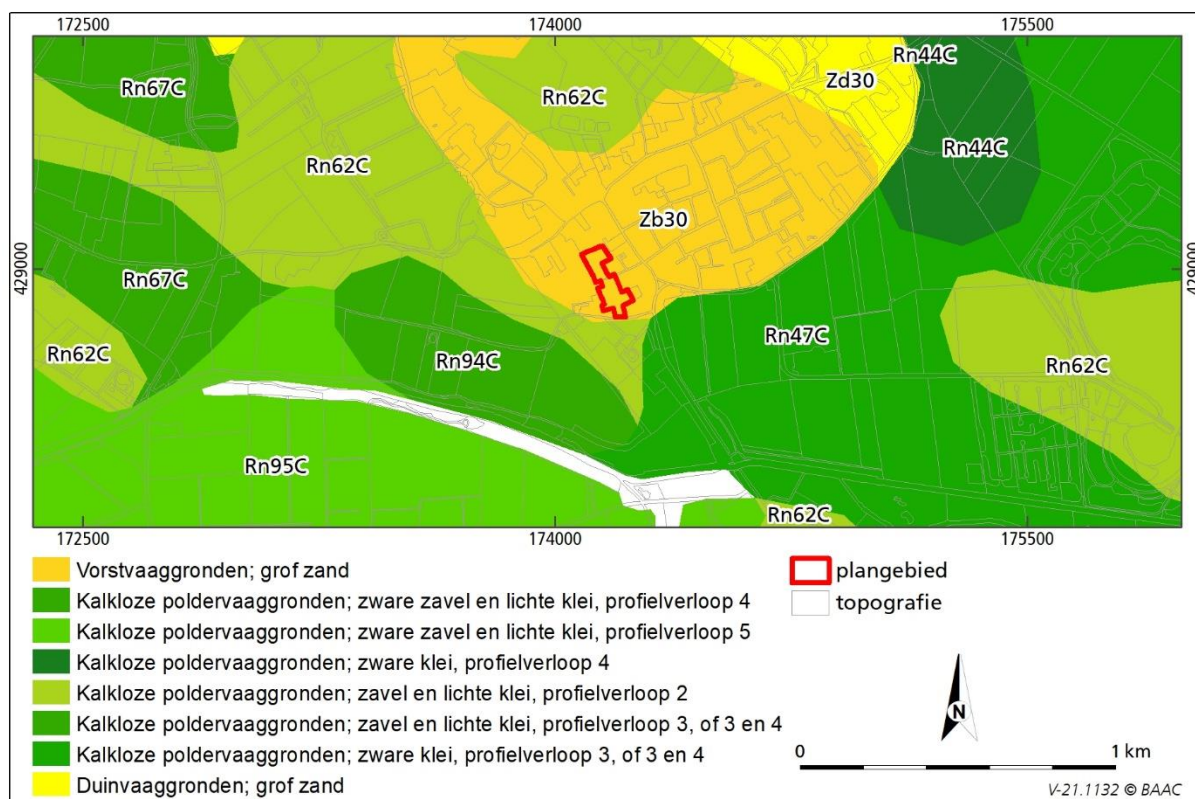 172500 174000 175500
Rn44C
Rn67C
Zd30
Rn62C
Rn44C
Rn62C
Zb30
429000
429000
Rn67C
Rn47C
Rn62C
Rn94C
Rn62C
Rn95C
Rn62C
172500 174000 175500
Vorstvaaggronden; grof zand
Kalkloze poldervaaggronden; zware zavel en lichte klei, profielverloop 4
Kalkloze poldervaaggronden; zware zavel en lichte klei, profielverloop 5
Kalkloze poldervaaggronden; zware klei, profielverloop 4
Kalkloze poldervaaggronden; zavel en lichte klei, profielverloop 2
Kalkloze poldervaaggronden; zavel en lichte klei, profielverloop 3, of 3 en 4
Kalkloze poldervaaggronden; zware klei, profielverloop 3, of 3 en 4
Duinvaaggronden; grof zand
plangebied
topografie
N
0 1 km
V-21.1132 © BAAC